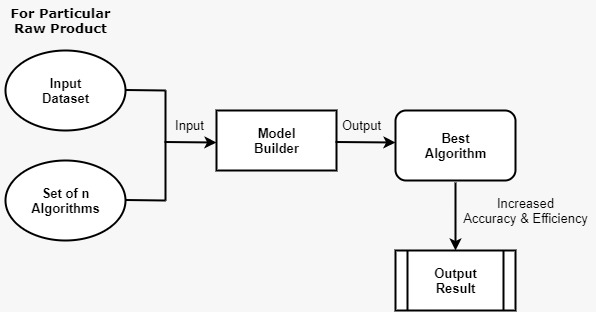 For Particular
Raw Product
Input
Dataset
Set of n
Algorithms
Input
Model
Builder
Output
Best
Algorithm
Increased
Accuracy & Efficiency
Output
Result